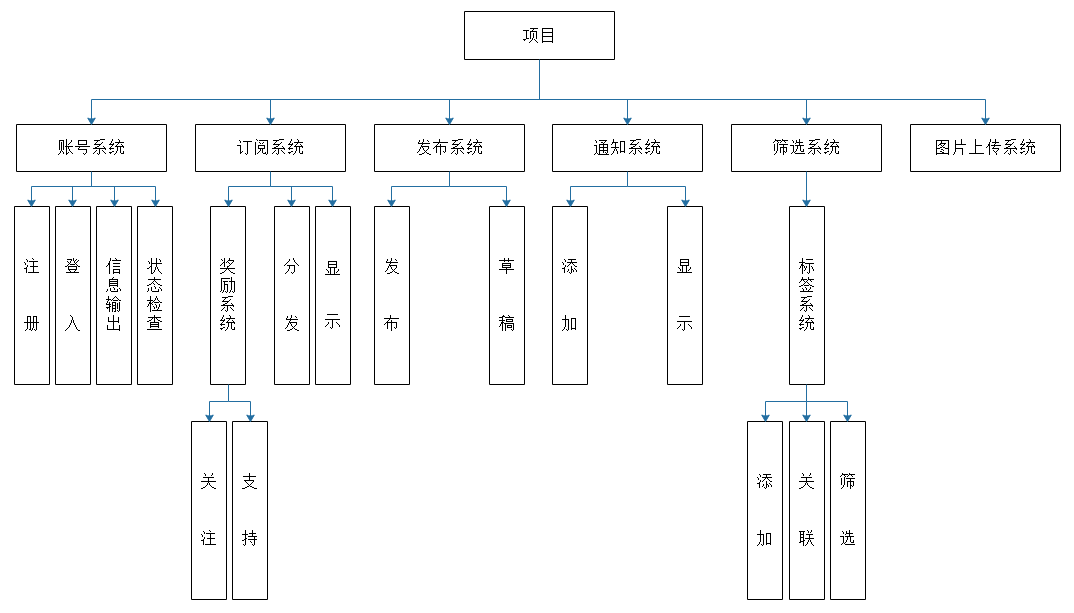 项目
账号系统
订阅系统
发布系统
通知系统
筛选系统
图片上传系统
注册
登入
信息输出
状态检查
奖励系统
分发
显示
发布
草稿
添加
显示
标签系统
关注
支持
添加
关联
筛选